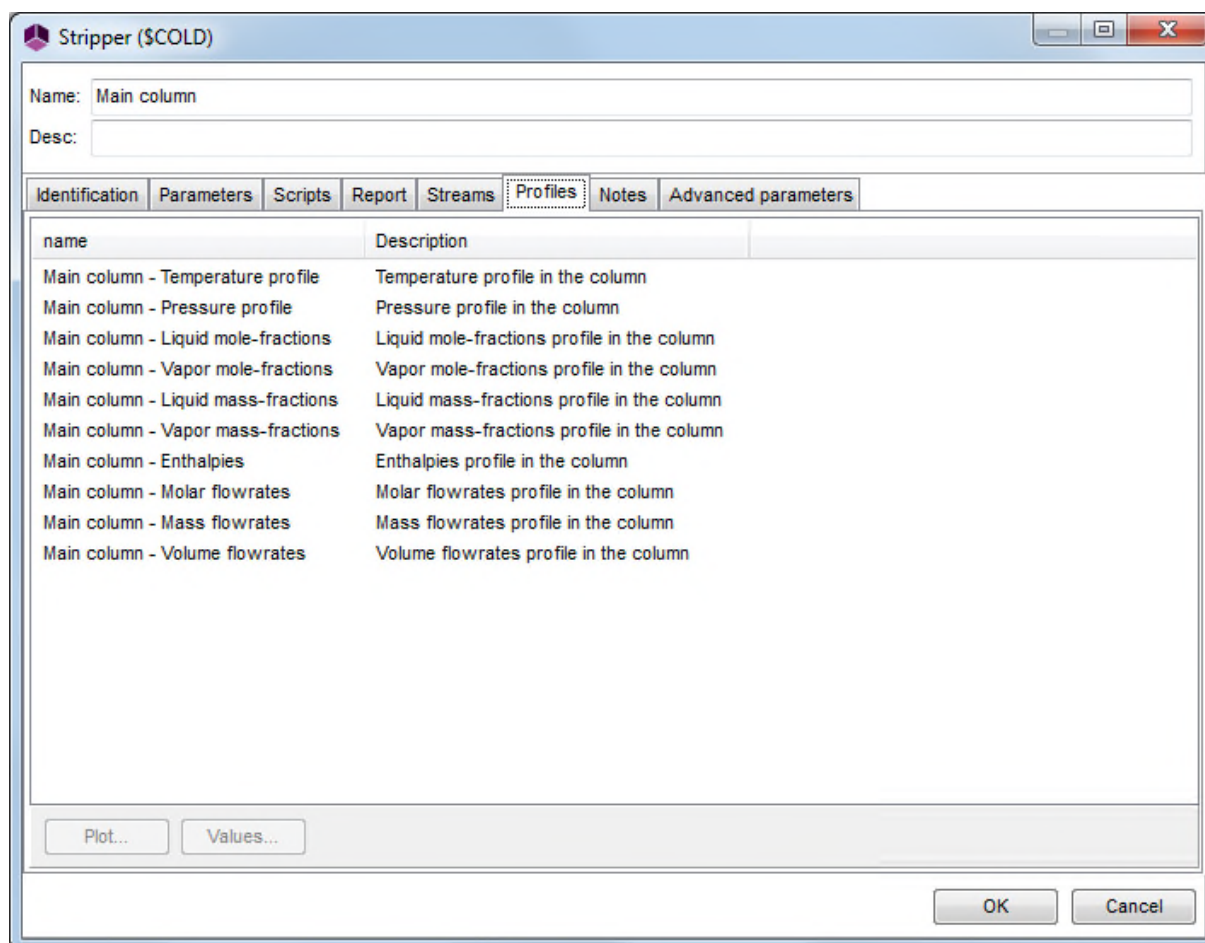 Stripper ($COLD)
Name: Main column
Desc:
Identification Parameters Scripts Report Streams Profiles Notes Advanced parameters
name Description
Main column - Temperature profile Temperature profile in the column
Main column - Pressure profile Pressure profile in the column
Main column - Liquid mole-fractions Liquid mole-fractions profile in the column
Main column - Vapor mole-fractions Vapor mole-fractions profile in the column
Main column - Liquid mass-fractions Liquid mass-fractions profile in the column
Main column - Vapor mass-fractions Vapor mass-fractions profile in the column
Main column - Enthalpies Enthalpies profile in the column
Main column - Molar flowrates Molar flowrates profile in the column
Main column - Mass flowrates Mass flowrates profile in the column
Main column - Volume flowrates Volume flowrates profile in the column
Plot... Values...
OK Cancel